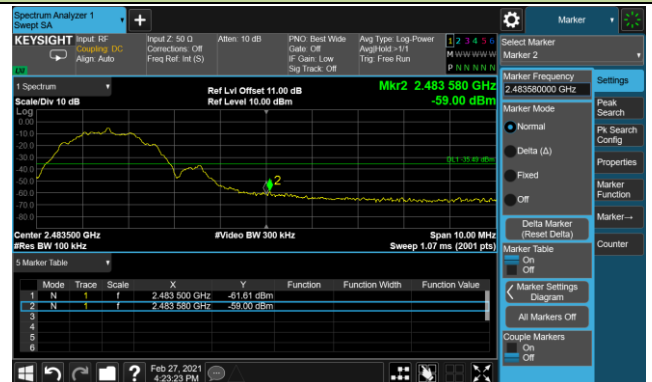 Spectrum Analyzer 1
Swept SA
Marker
KEYSIGHT
Input: RF
Coupling: DC
Align: Auto
Input Z: 50 Ω
Corrections: Off
Freq Ref: Int (S)
Atten: 10 dB
PNO: Best Wide
Gate: Off
IF Gain: Low
Sig Track: Off
Avg Type: Log-Power
Avg|Hold:>1/1
Trig: Free Run
1 2 3 4 5 6
M W W W W W
P N N N N N
LW
Select Marker
Marker 2
1 Spectrum
Scale/Div 10 dB
Ref Lvl Offset 11.00 dB
Ref Level 10.00 dBm
Mkr2 2.483 580 GHz
-59.00 dBm
Log
0.00
-10.0
-20.0
-30.0
-40.0
-50.0
-60.0
-70.0
-80.0
2
DL1 -35.49 dBm
Center 2.483500 GHz
#Res BW 100 kHz
#Video BW 300 kHz
Span 10.00 MHz
Sweep 1.07 ms (2001 pts)
5 Marker Table
Mode Trace Scale X Y Function Function Width Function Value
1 N 1 f 2.483 500 GHz -61.61 dBm
2 N 1 f 2.483 580 GHz -59.00 dBm
3
4
5
6
Marker Frequency
2.483580000 GHz
Marker Mode
Normal
Delta (Δ)
Fixed
Off
Delta Marker
(Reset Delta)
Marker Table
On
Off
Marker Settings
Diagram
All Markers Off
Couple Markers
On
Off
Settings
Peak
Search
Pk Search
Config
Properties
Marker
Function
Marker→
Counter
?
Feb 27, 2021
4:23:23 PM